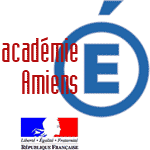 académie
Amiens
É
Liberté • Égalité • Fraternité
RÉPUBLIQUE FRANÇAISE